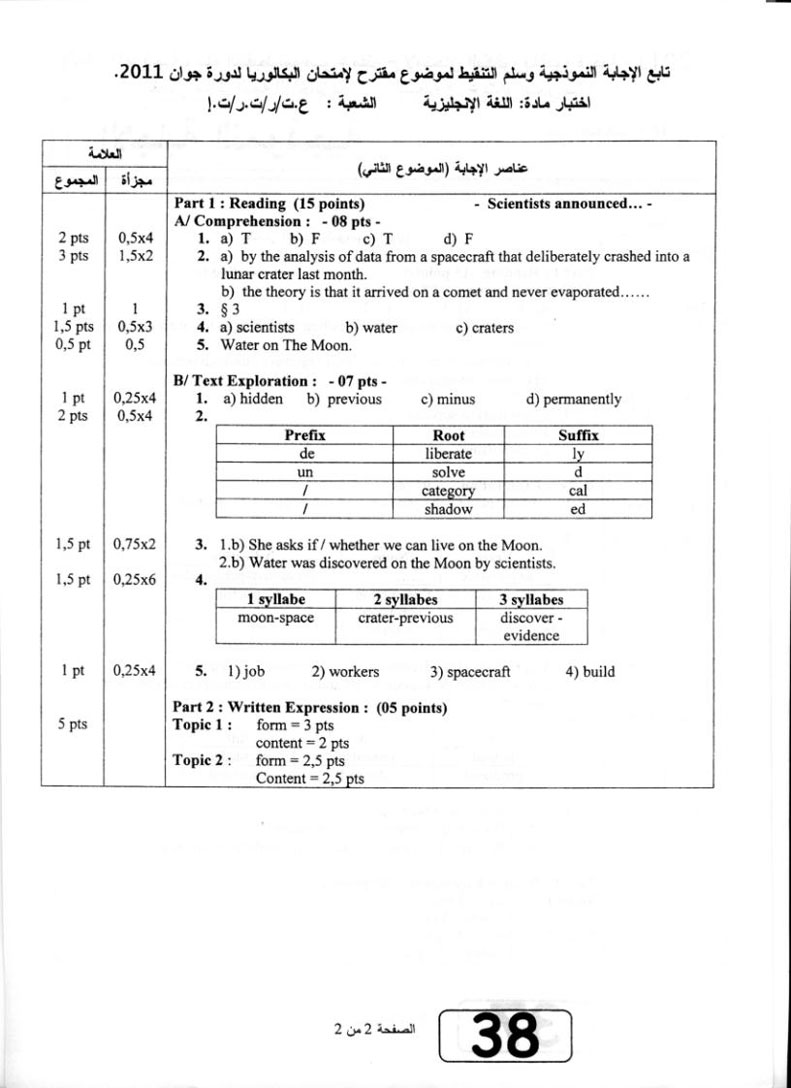 تابع الإجابة النموذجية وسلم التنقيط لموضوع مقترح لامتحان البكالوريا لدورة جوان 2011.
اختبار مادة: اللغة الإنجليزية الشعبة : ع.ت/ر/ت.ر/ت.إ
العلامة
عناصر الإجابة (الموضوع الثاني)
المجموع مجزأة
Part 1 : Reading (15 points) - Scientists announced... -
A/ Comprehension : - 08 pts -
2 pts 0,5x4 1. a) T b) F c) T d) F
3 pts 1,5x2 2. a) by the analysis of data from a spacecraft that deliberately crashed into a
lunar crater last month.
b) the theory is that it arrived on a comet and never evaporated......
1 pt 1 3. § 3
1,5 pts 0,5x3 4. a) scientists b) water c) craters
0,5 pt 0,5 5. Water on The Moon.
B/ Text Exploration : - 07 pts -
1 pt 0,25x4 1. a) hidden b) previous c) minus d) permanently
2 pts 0,5x4 2.
Prefix Root Suffix
de liberate ly
un solve d
/ category cal
/ shadow ed
1,5 pt 0,75x2 3. 1.b) She asks if / whether we can live on the Moon.
2.b) Water was discovered on the Moon by scientists.
1,5 pt 0,25x6 4.
1 syllabe 2 syllabes 3 syllabes
moon-space crater-previous discover -
evidence
1 pt 0,25x4 5. 1) job 2) workers 3) spacecraft 4) build
Part 2 : Written Expression : (05 points)
5 pts Topic 1 : form = 3 pts
content = 2 pts
Topic 2 : form = 2,5 pts
Content = 2,5 pts
الصفحة 2 من 2
38